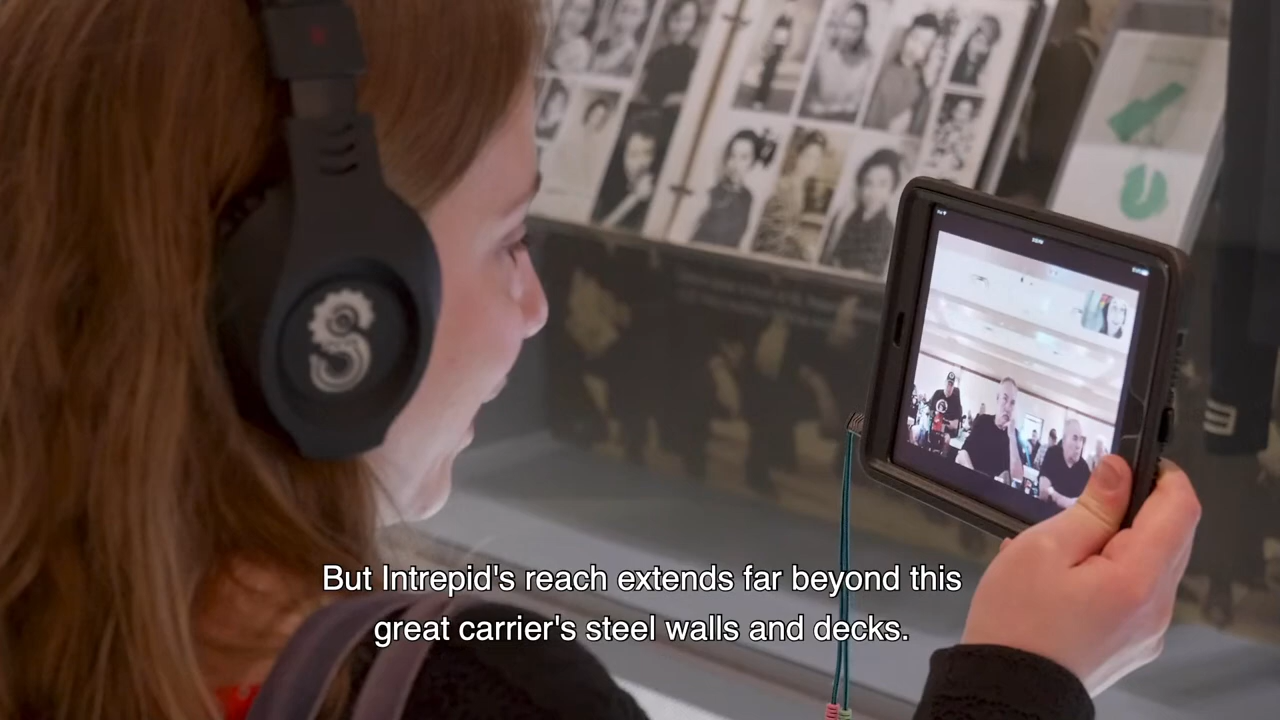 But Intrepid's reach extends far beyond this
great carrier's steel walls and decks.